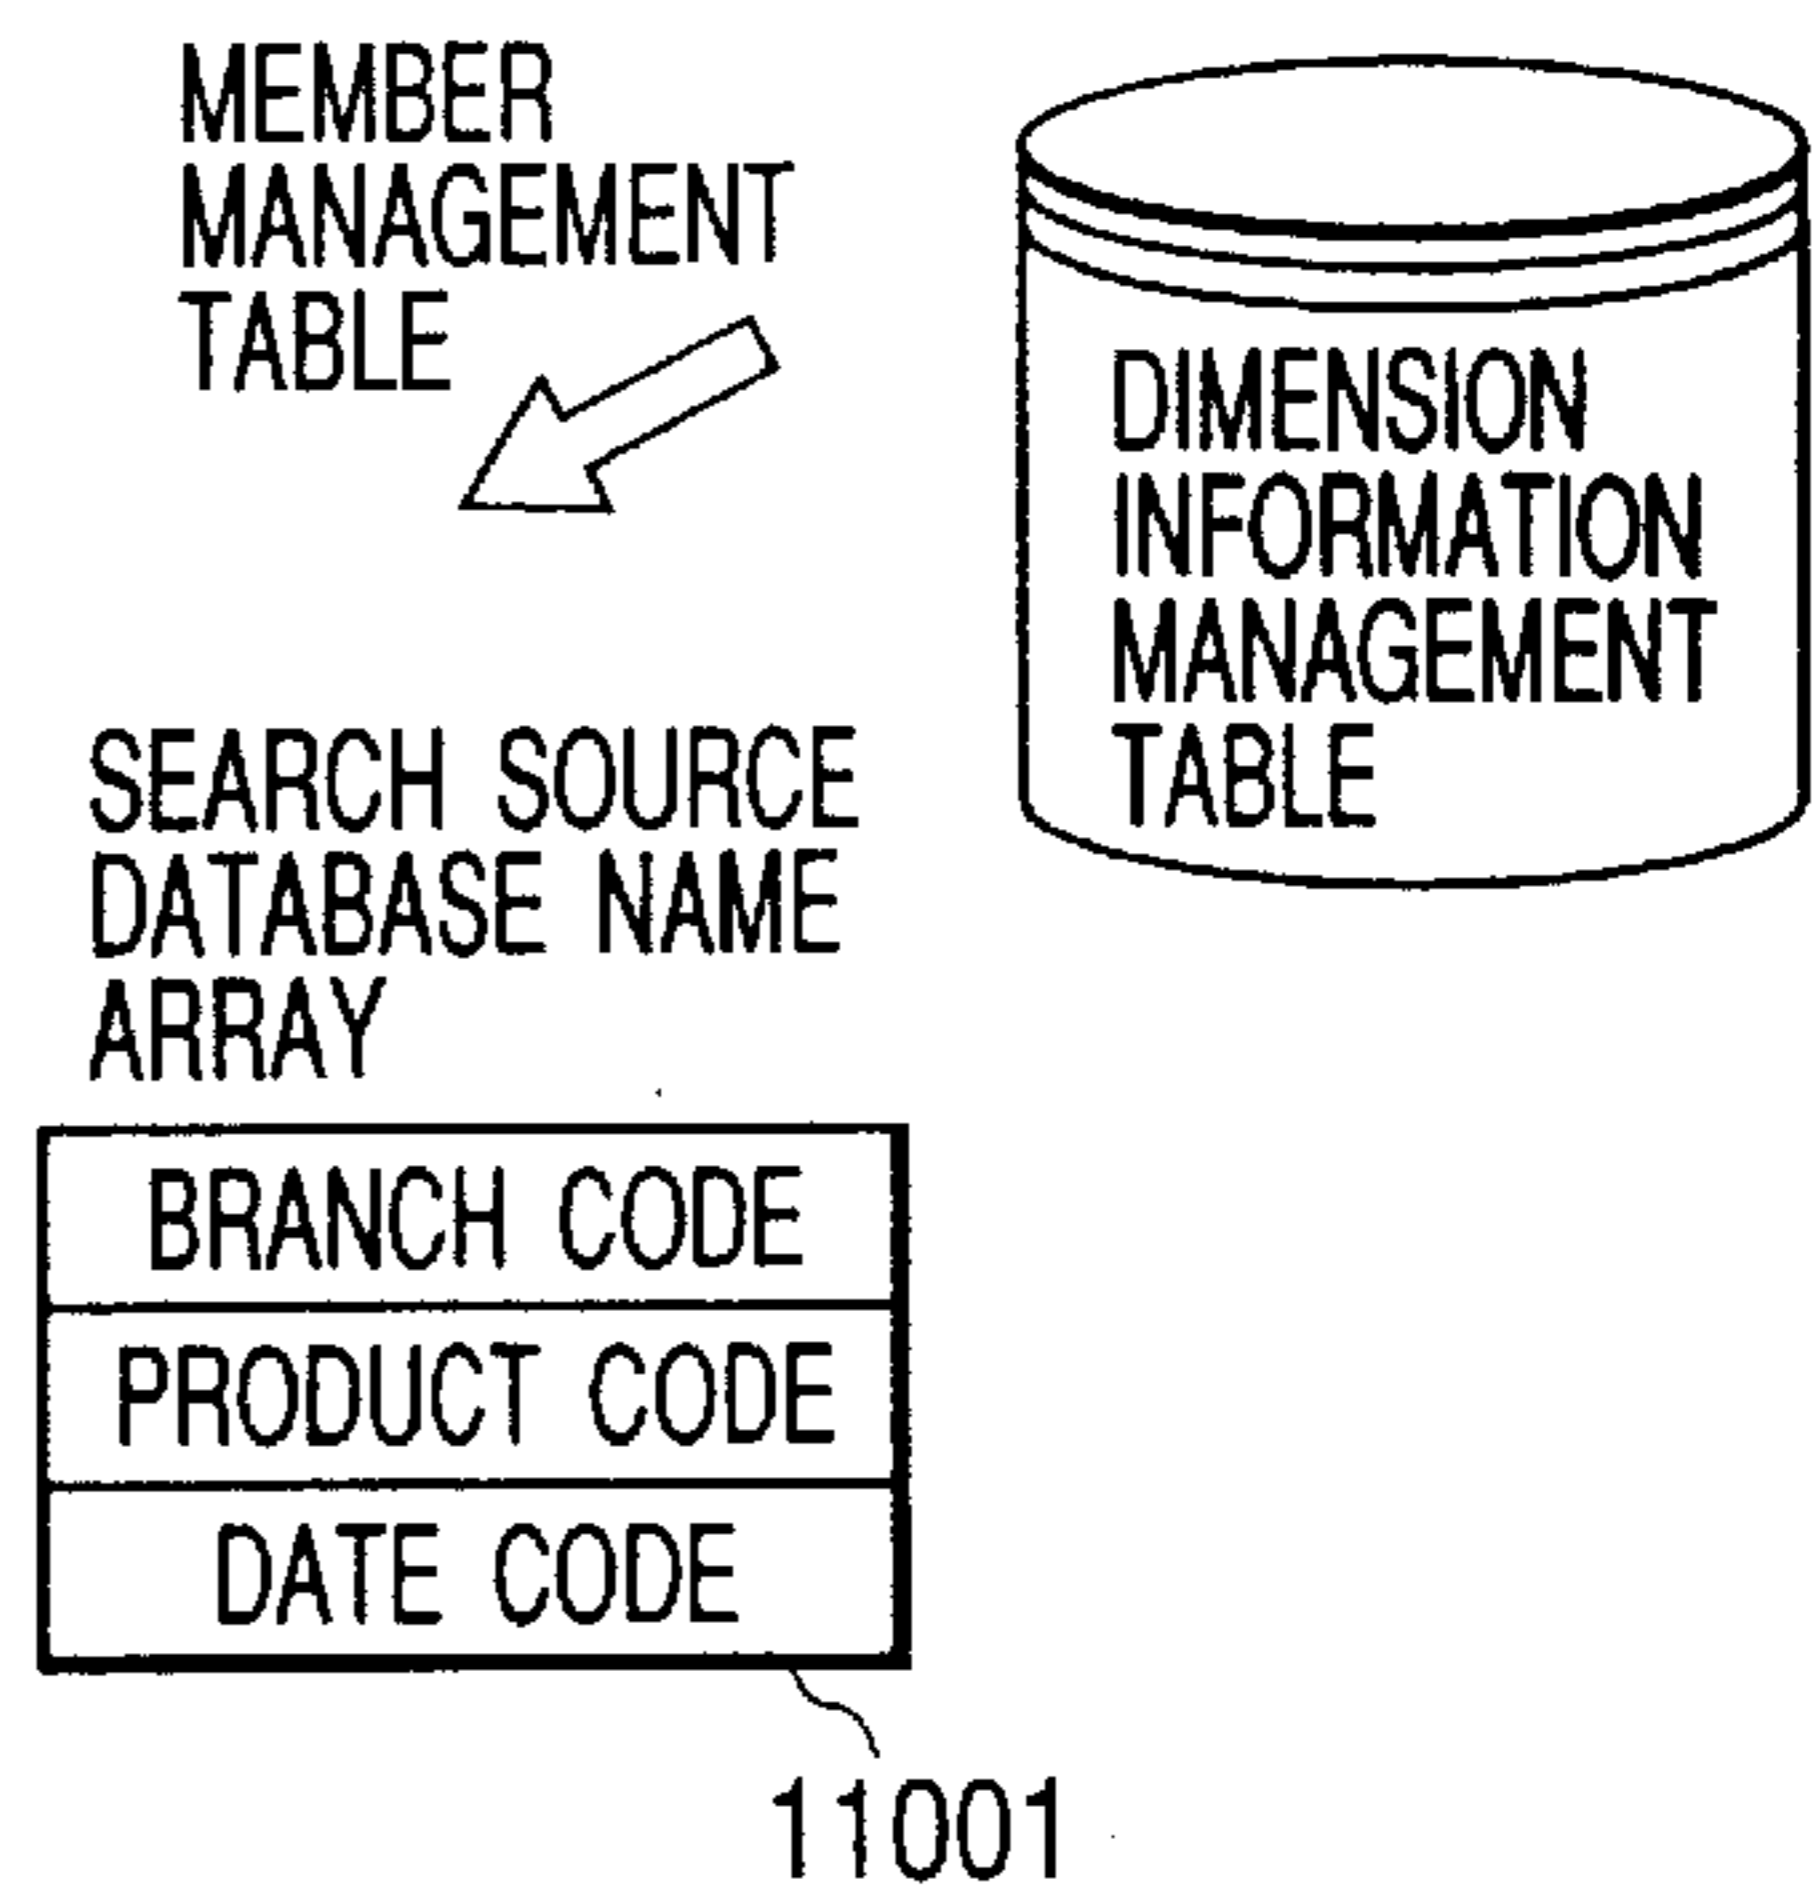 MEMBER
MANAGEMENT
TABLE
DIMENSION
INFORMATION
MANAGEMENT
TABLE
SEARCH SOURCE
DATABASE NAME
ARRAY
BRANCH CODE
PRODUCT CODE
DATE CODE
11001